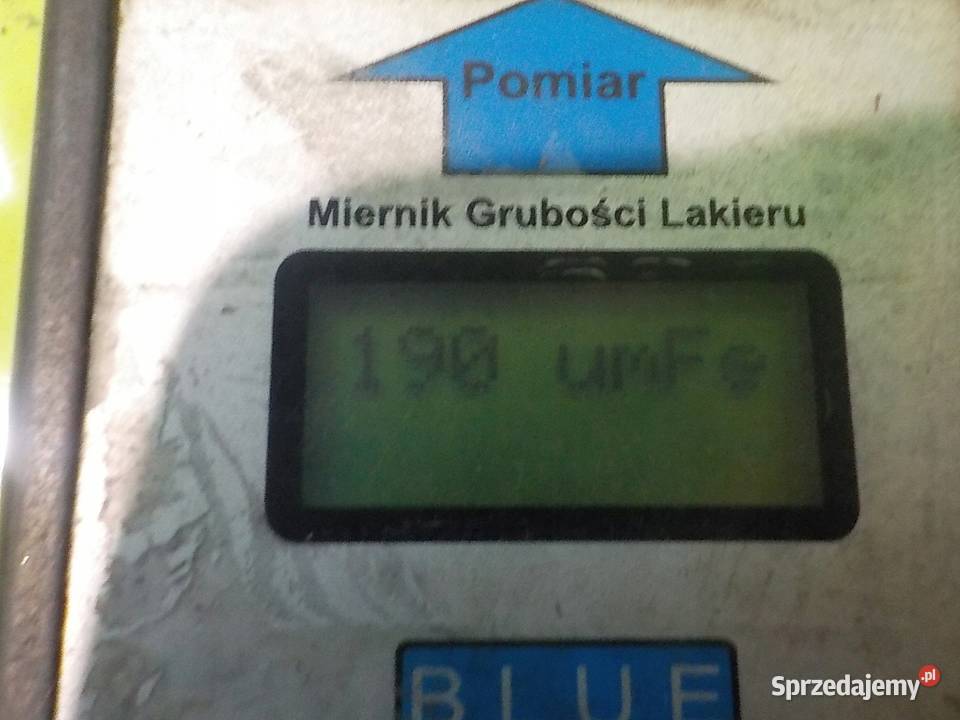 Pomiar
Miernik Grubości Lakieru
190 umFe
BLUE
Sprzedajemy.pl